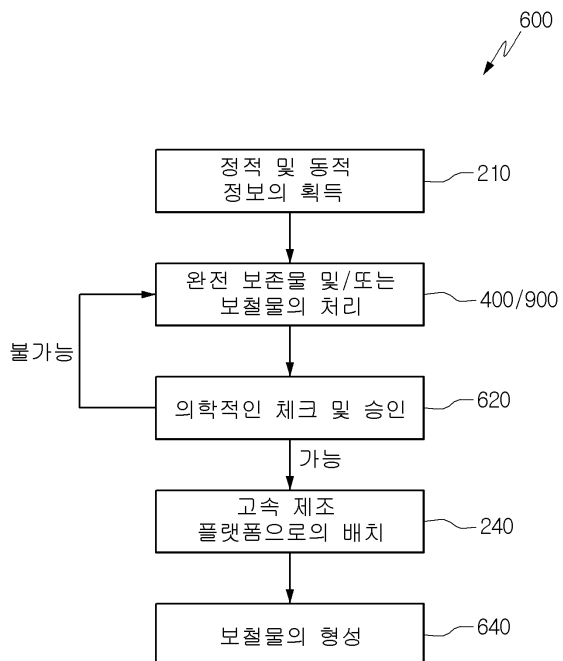 600
정적 및 동적
정보의 획득
210
완전 보존물 및/또는
보철물의 처리
400/900
불가능
의학적인 체크 및 승인
620
가능
고속 제조
플랫폼으로의 배치
240
보철물의 형성
640